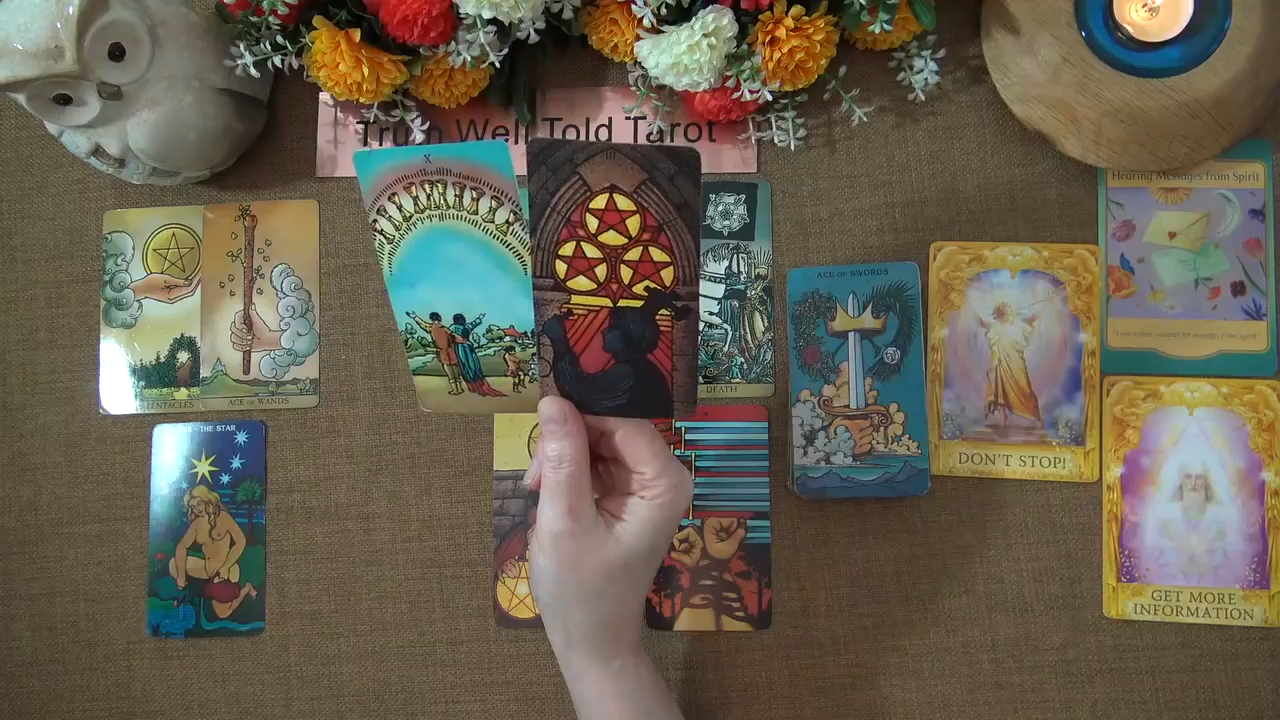 Truth Well Told Tarot
Hearing Messages from Spirit
X
III
ACE OF SWORDS
PENTACLES
ACE OF WANDS
DEATH
THE STAR
DON'T STOP!
GET MORE
INFORMATION